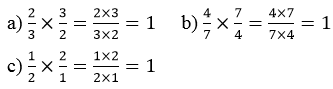 a) 2/3 × 3/2 = 2×3/3×2 = 1 b) 4/7 × 7/4 = 4×7/7×4 = 1
c) 1/2 × 2/1 = 1×2/2×1 = 1